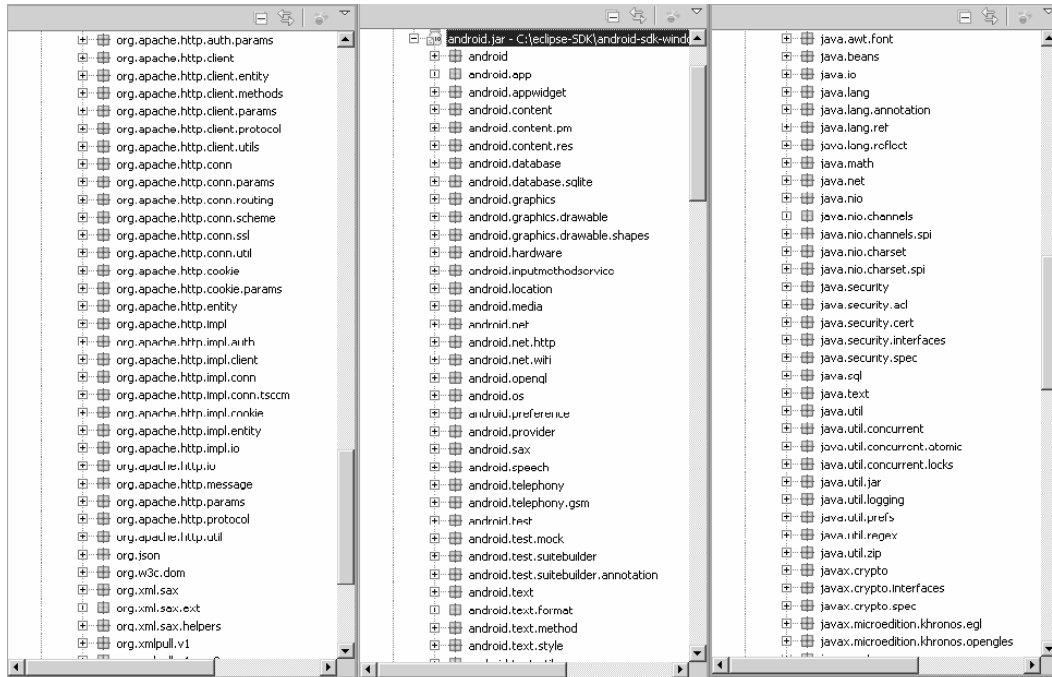 org.apache.http.auth.params
org.apache.http.client
org.apache.http.client.entity
org.apache.http.client.methods
org.apache.http.client.params
org.apache.http.client.protocol
org.apache.http.client.utils
org.apache.http.conn
org.apache.http.conn.params
org.apache.http.conn.routing
org.apache.http.conn.scheme
org.apache.http.conn.ssl
org.apache.http.conn.util
org.apache.http.cookie
org.apache.http.cookie.params
org.apache.http.entity
org.apache.http.impl
org.apache.http.impl.auth
org.apache.http.impl.client
org.apache.http.impl.conn
org.apache.http.impl.conn.tsccm
org.apache.http.impl.cookie
org.apache.http.impl.entity
org.apache.http.impl.io
org.apache.http.io
org.apache.http.message
org.apache.http.params
org.apache.http.protocol
org.apache.http.util
org.json
org.w3c.dom
org.xml.sax
org.xml.sax.ext
org.xml.sax.helpers
org.xmlpull.v1
android.jar - C:\eclipse-SDK\android-sdk-windo
android
android.app
android.appwidget
android.content
android.content.pm
android.content.res
android.database
android.database.sqlite
android.graphics
android.graphics.drawable
android.graphics.drawable.shapes
android.hardware
android.inputmethodservice
android.location
android.media
android.net
android.net.http
android.net.wifi
android.opengl
android.os
android.preference
android.provider
android.sax
android.speech
android.telephony
android.telephony.gsm
android.test
android.test.mock
android.test.suitebuilder
android.test.suitebuilder.annotation
android.text
android.text.format
android.text.method
android.text.style
java.awt.font
java.beans
java.io
java.lang
java.lang.annotation
java.lang.ref
java.lang.reflect
java.math
java.net
java.nio
java.nio.channels
java.nio.channels.spi
java.nio.charset
java.nio.charset.spi
java.security
java.security.acl
java.security.cert
java.security.interfaces
java.security.spec
java.sql
java.text
java.util
java.util.concurrent
java.util.concurrent.atomic
java.util.concurrent.locks
java.util.jar
java.util.logging
java.util.prefs
java.util.regex
java.util.zip
javax.crypto
javax.crypto.interfaces
javax.crypto.spec
javax.microedition.khronos.egl
javax.microedition.khronos.opengles